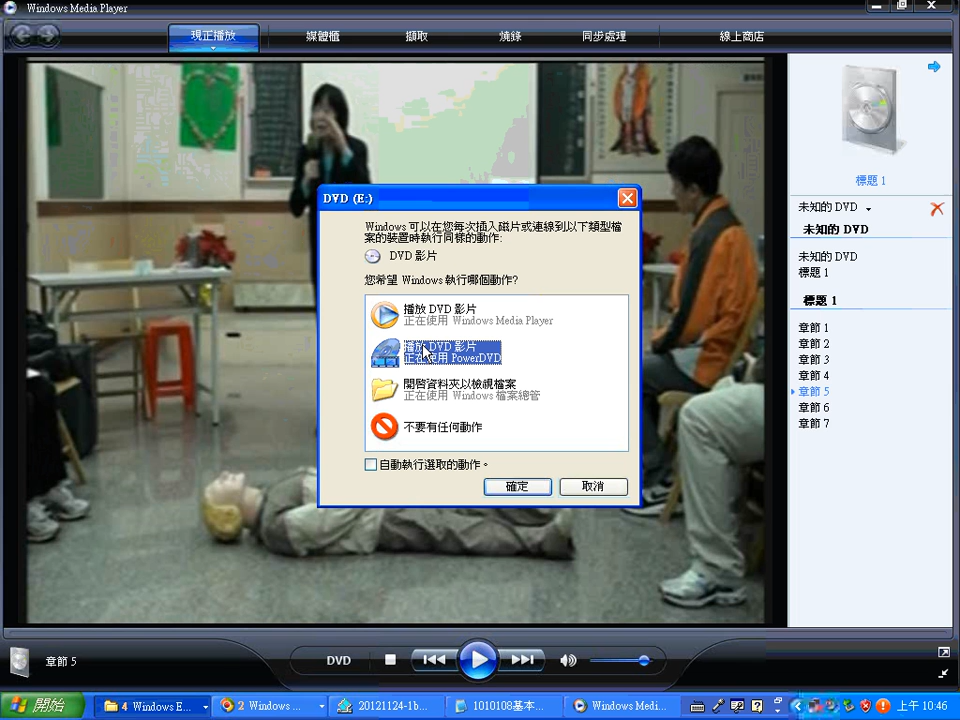 Windows Media Player
現正播放
媒體櫃
擷取
燒錄
同步處理
線上商店
DVD (E:)
Windows 可以在您每次插入磁片或連線到以下類型檔
案的裝置時執行同樣的動作:
DVD 影片
您希望 Windows 執行哪個動作?
播放 DVD 影片
正在使用 Windows Media Player
播放 DVD 影片
正在使用 PowerDVD
開啓資料夾以檢視檔案
正在使用 Windows 檔案總管
不要有任何動作
自動執行選取的動作。
確定
取消
標題 1
未知的 DVD
未知的 DVD
未知的 DVD
標題 1
標題 1
章節 1
章節 2
章節 3
章節 4
章節 5
章節 6
章節 7
章節 5
DVD
開始
4 Windows E...
2 Windows ...
20121124-1b...
1010108基本...
Windows Medi...
上午 10:46